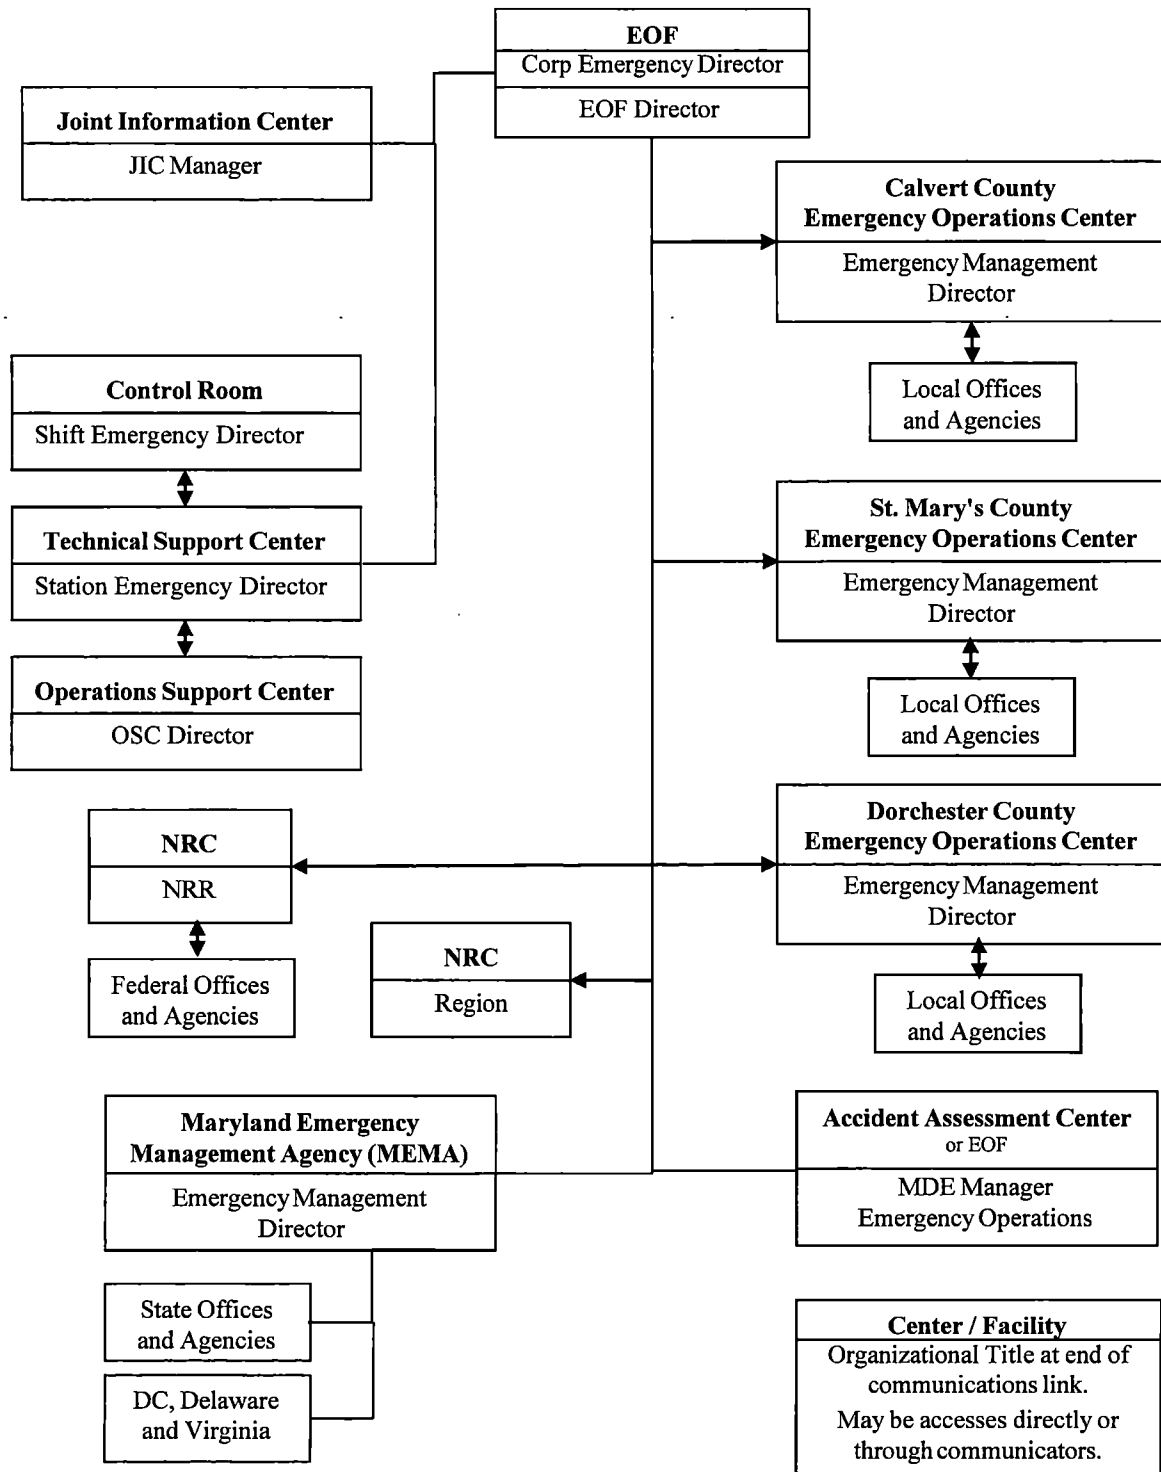 EOF
Corp Emergency Director
EOF Director
Joint Information Center
JIC Manager
Calvert County
Emergency Operations Center
Emergency Management
Director
Local Offices
and Agencies
Control Room
Shift Emergency Director
Technical Support Center
Station Emergency Director
Operations Support Center
OSC Director
St. Mary's County
Emergency Operations Center
Emergency Management
Director
Local Offices
and Agencies
Dorchester County
Emergency Operations Center
Emergency Management
Director
Local Offices
and Agencies
NRC
NRR
Federal Offices
and Agencies
NRC
Region
Maryland Emergency
Management Agency (MEMA)
Emergency Management
Director
State Offices
and Agencies
DC, Delaware
and Virginia
Accident Assessment Center
or EOF
MDE Manager
Emergency Operations
Center / Facility
Organizational Title at end of
communications link.
May be accesses directly or
through communicators.